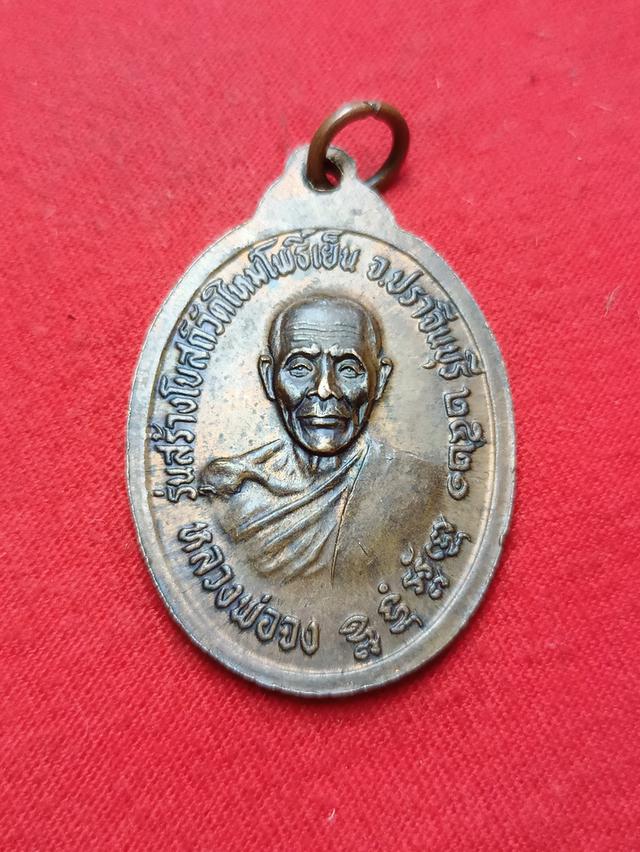 รุ่นสร้างโบสถ์วัดใหม่โพธิ์เย็น จ.ปราจีนบุรี ๒๕๒๑
หลวงพ่อวง